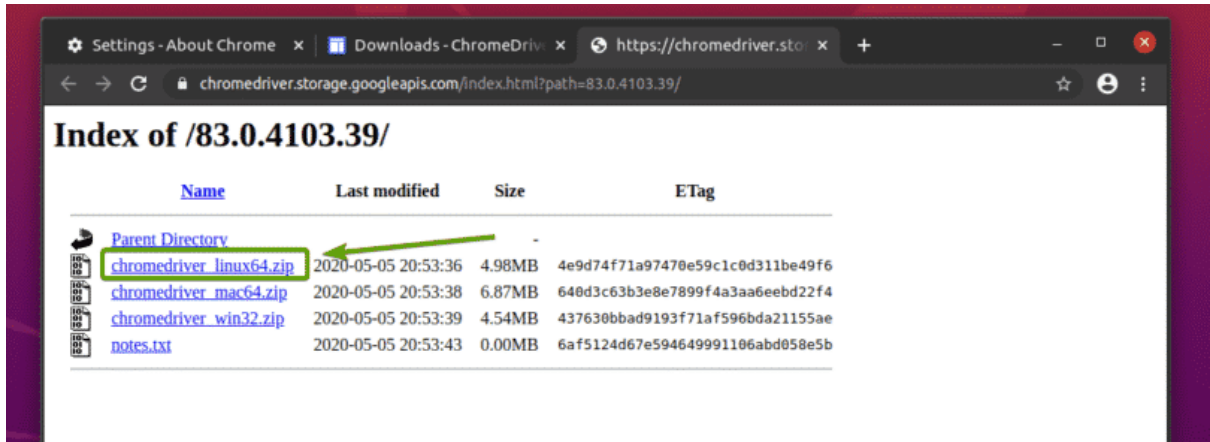 Settings - About Chrome Downloads - ChromeDriv https://chromedriver.sto
chromedriver.storage.googleapis.com/index.html?path=83.0.4103.39/
Index of /83.0.4103.39/
Name Last modified Size ETag
Parent Directory -
chromedriver_linux64.zip 2020-05-05 20:53:36 4.98MB 4e9d74f71a97470e59c1c0d311be49f6
chromedriver_mac64.zip 2020-05-05 20:53:38 6.87MB 640d3c63b3e8e7899f4a3aa6eebd22f4
chromedriver_win32.zip 2020-05-05 20:53:39 4.54MB 437630bbad9193f71af596bda21155ae
notes.txt 2020-05-05 20:53:43 0.00MB 6af5124d67e594649991106abd058e5b